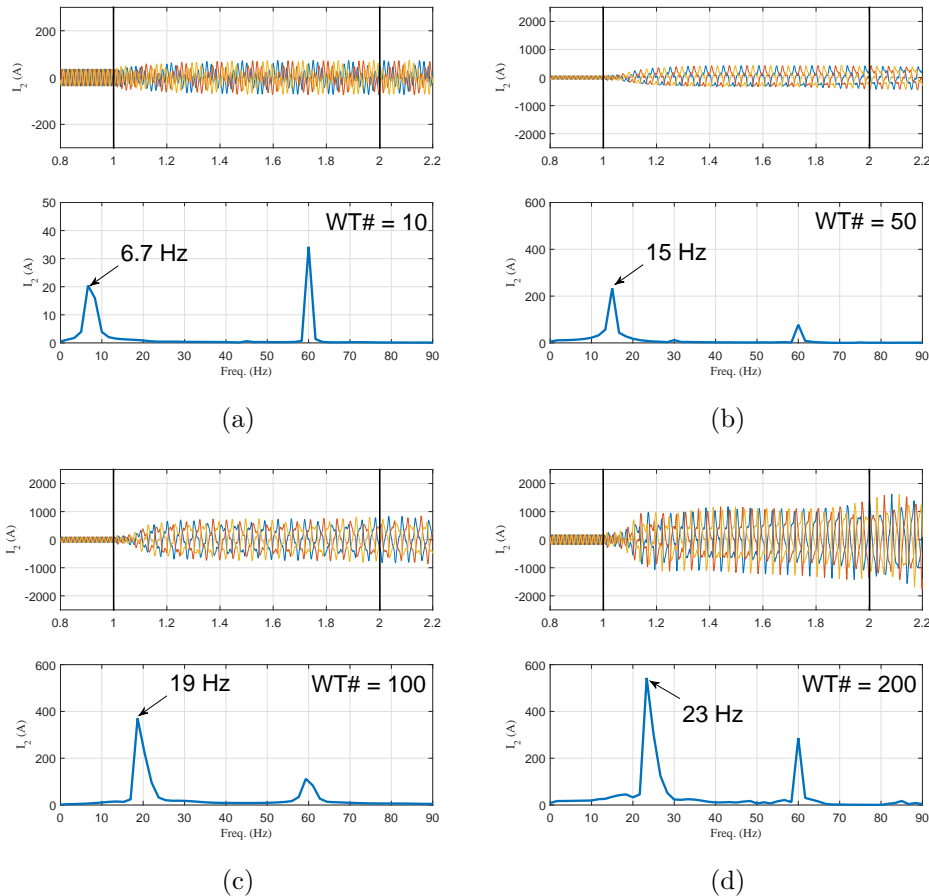 I2 (A)
200
0
-200
0.8 1 1.2 1.4 1.6 1.8 2 2.2
I2 (A)
50
40
30
20
10
0
WT# = 10
6.7 Hz
0 10 20 30 40 50 60 70 80 90
Freq. (Hz)
(a)
I2 (A)
2000
1000
0
-1000
-2000
0.8 1 1.2 1.4 1.6 1.8 2 2.2
I2 (A)
600
400
200
0
WT# = 50
15 Hz
0 10 20 30 40 50 60 70 80 90
Freq. (Hz)
(b)
I2 (A)
2000
1000
0
-1000
-2000
0.8 1 1.2 1.4 1.6 1.8 2 2.2
I2 (A)
600
400
200
0
WT# = 100
19 Hz
0 10 20 30 40 50 60 70 80 90
Freq. (Hz)
(c)
I2 (A)
2000
1000
0
-1000
-2000
0.8 1 1.2 1.4 1.6 1.8 2 2.2
I2 (A)
600
400
200
0
WT# = 200
23 Hz
0 10 20 30 40 50 60 70 80 90
Freq. (Hz)
(d)